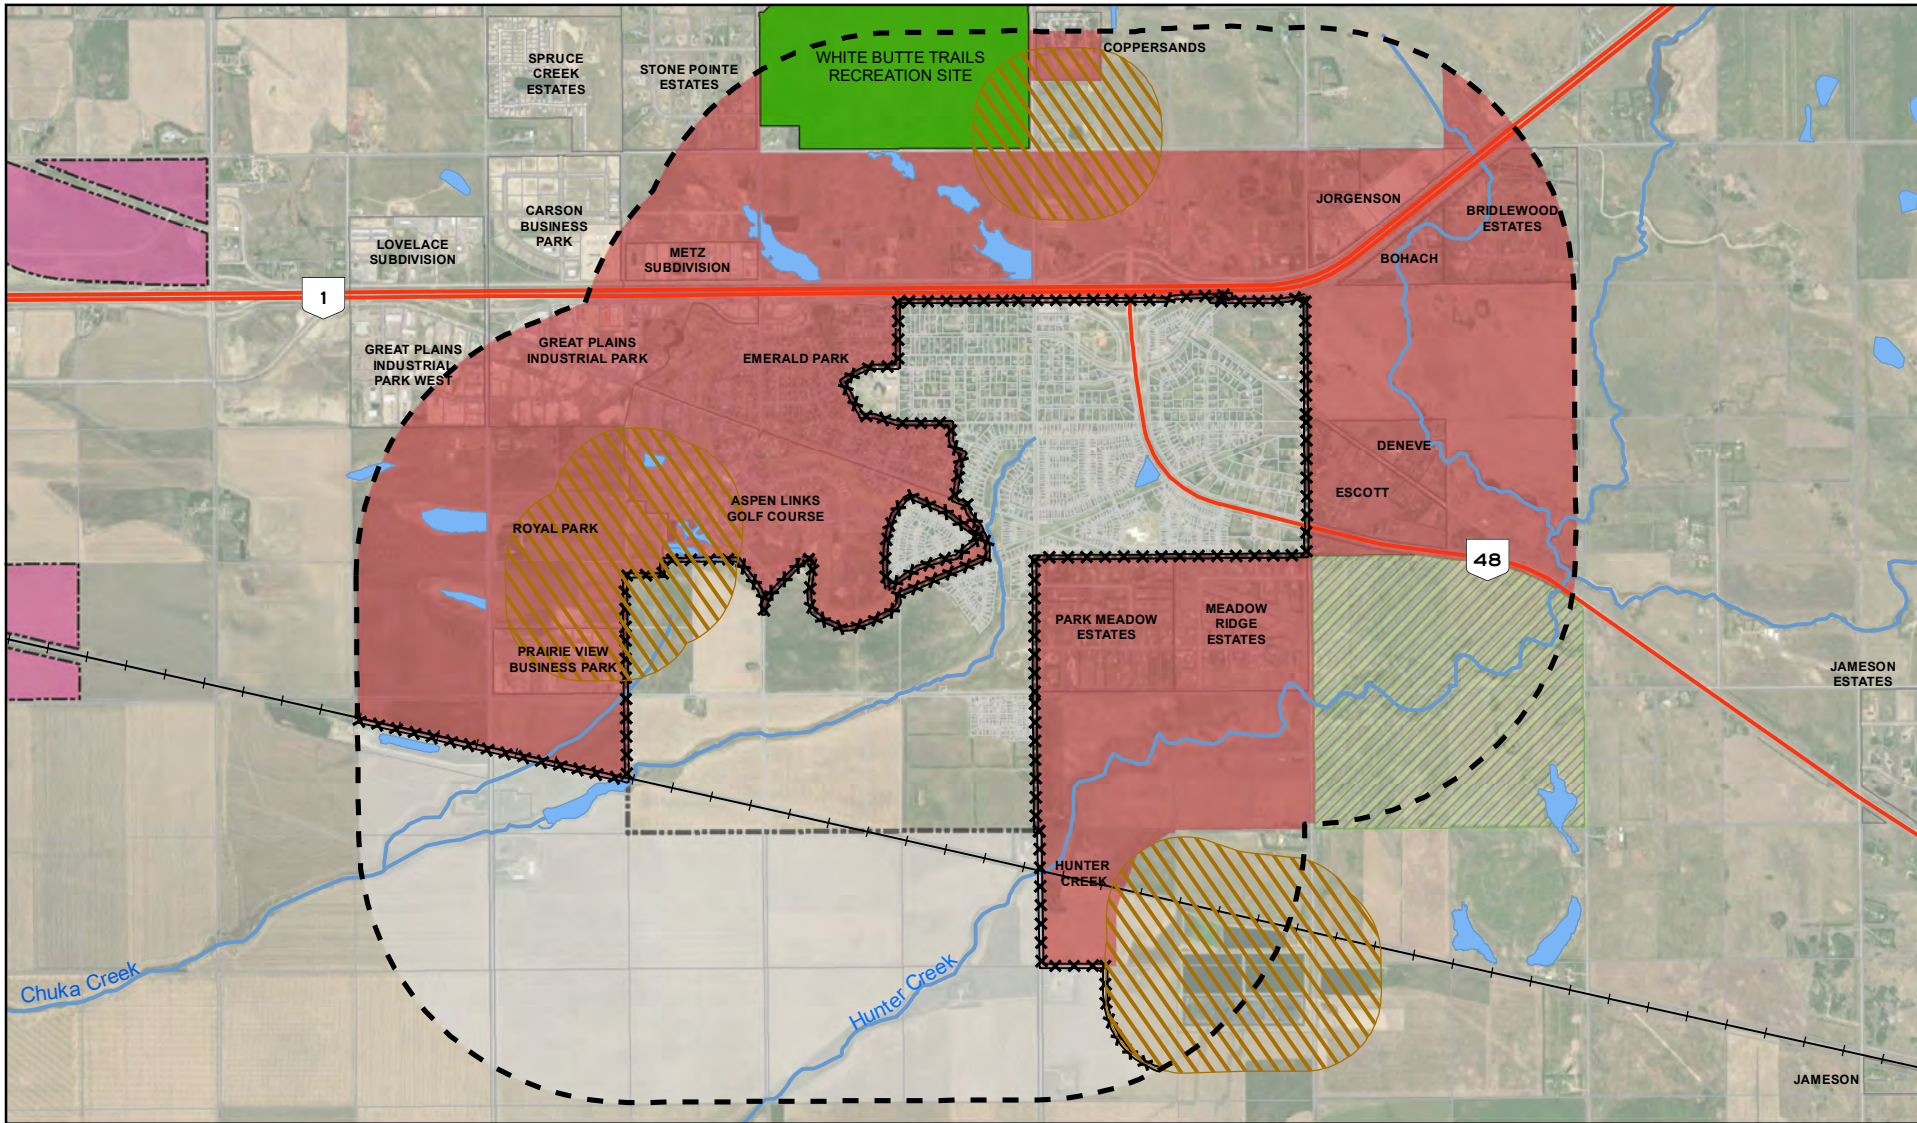 COPPERSANDS
WHITE BUTTE TRAILS
RECREATION SITE
SPRUCE
CREEK
ESTATES
STONE POINTE
ESTATES
JORGENSON
BRIDLEWOOD
ESTATES
CARSON
BUSINESS
PARK
LOVELACE
SUBDIVISION
METZ
SUBDIVISION
BOHACH
1
GREAT PLAINS
INDUSTRIAL
PARK WEST
GREAT PLAINS
INDUSTRIAL PARK
EMERALD PARK
DENEVE
ESCOTT
ASPEN LINKS
GOLF COURSE
ROYAL PARK
48
PARK MEADOW
ESTATES
MEADOW
RIDGE
ESTATES
PRAIRIE VIEW
BUSINESS PARK
JAMESON
ESTATES
HUNTER
CREEK
Chuka Creek
Hunter Creek
JAMESON